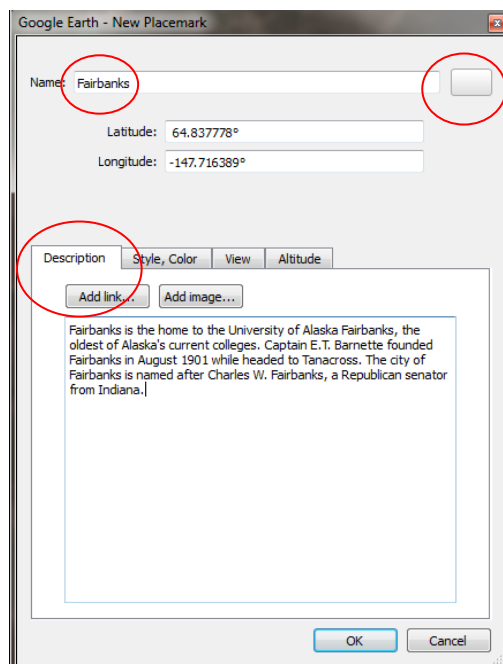 Google Earth - New Placemark
Name: Fairbanks
Latitude: 64.837778°
Longitude: -147.716389°
Description Style, Color View Altitude
Add link... Add image...
Fairbanks is the home to the University of Alaska Fairbanks, the
oldest of Alaska's current colleges. Captain E.T. Barnette founded
Fairbanks in August 1901 while headed to Tanacross. The city of
Fairbanks is named after Charles W. Fairbanks, a Republican senator
from Indiana.
OK Cancel